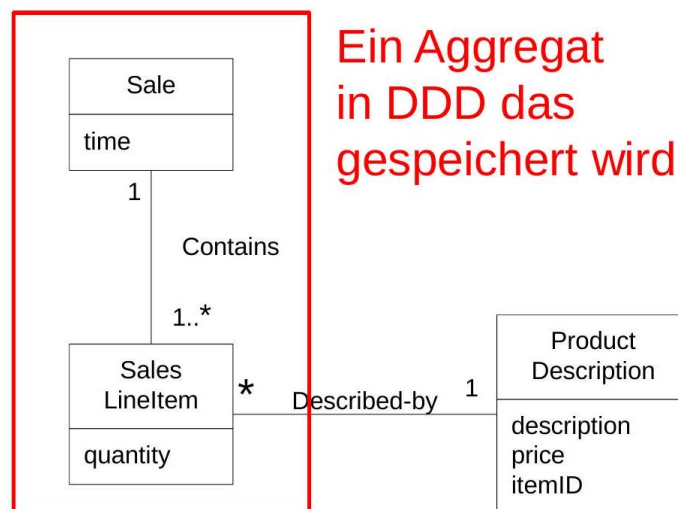 Ein Aggregat
in DDD das
gespeichert wird
Sale
time
1
Contains
1..*
Sales
LineItem
quantity
*
Described-by
1
Product
Description
description
price
itemID